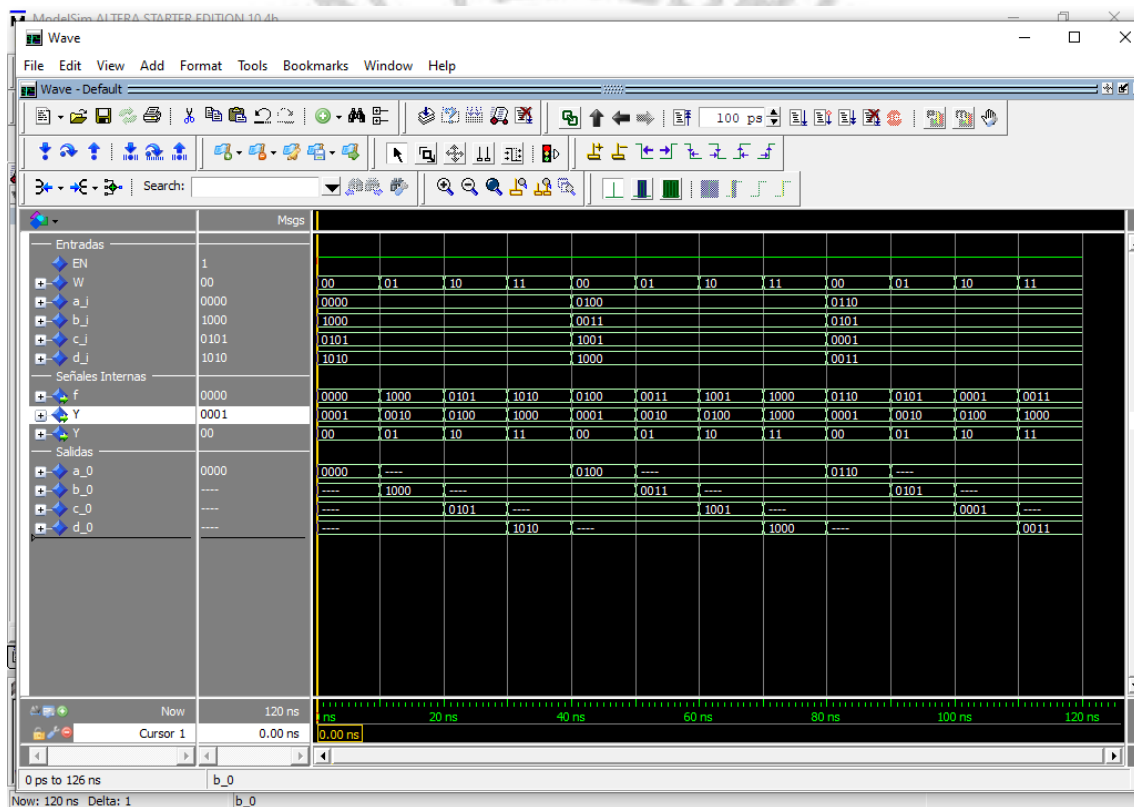 ModelSim ALTERA STARTER EDITION 10.4b
Wave
File Edit View Add Format Tools Bookmarks Window Help
Wave - Default
100 ps
Search:
Msgs
Entradas
EN 1
W 00 00 01 10 11 00 01 10 11 00 01 10 11
a_i 0000 0000 0100 0110
b_i 1000 1000 0011 0101
c_i 0101 0101 1001 0001
d_i 1010 1010 1000 0011
Señales Internas
f 0000 0000 1000 0101 1010 0100 0011 1001 1000 0110 0101 0001 0011
Y 0001 0001 0010 0100 1000 0001 0010 0100 1000 0001 0010 0100 1000
Y 00 00 01 10 11 00 01 10 11 00 01 10 11
Salidas
a_0 0000 0000 ---- 0100 ---- 0110 ----
b_0 ---- ---- 1000 ---- 0011 ---- 0101 ----
c_0 ---- ---- 0101 ---- 1001 ---- 0001 ----
d_0 ---- ---- 1010 ---- 1000 ---- 0011
Now 120 ns ns 20 ns 40 ns 60 ns 80 ns 100 ns 120 ns
Cursor 1 0.00 ns 0.00 ns
0 ps to 126 ns b_0
Now: 120 ns Delta: 1 b_0